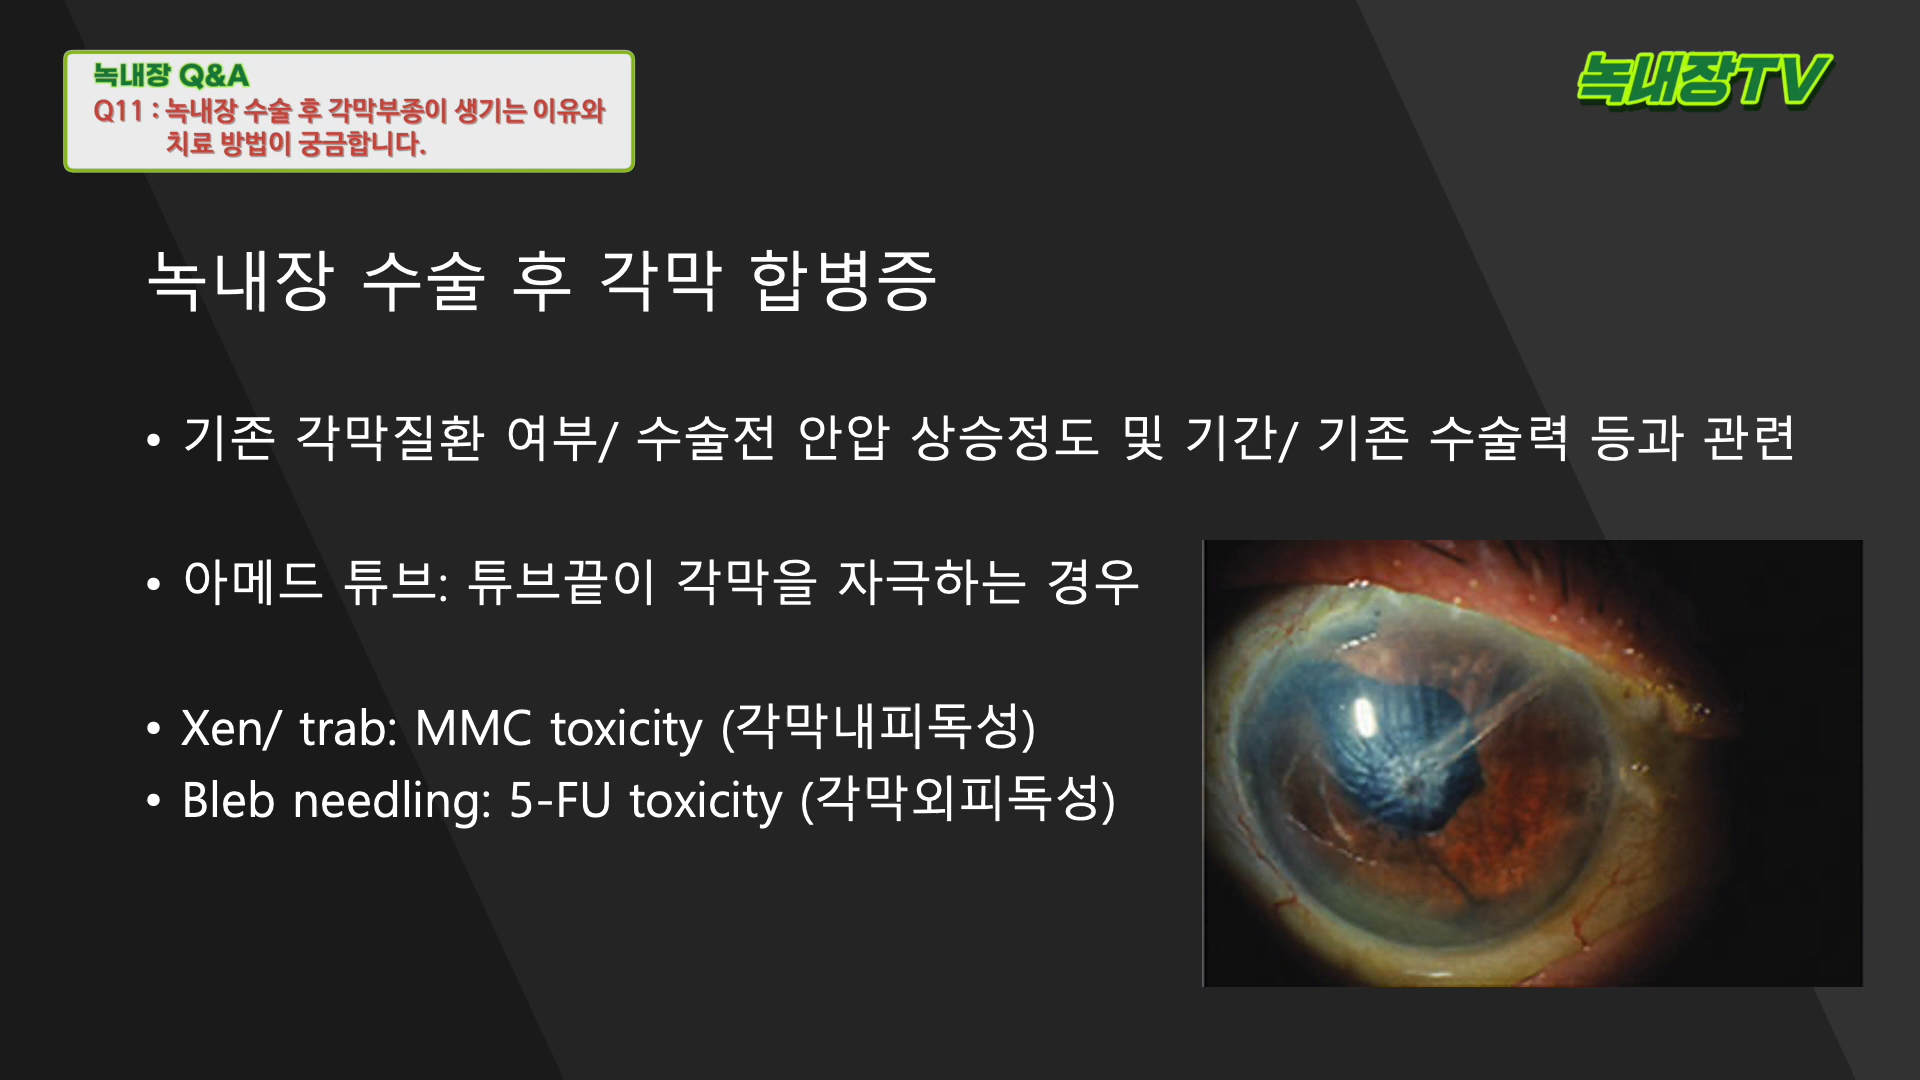 녹내장 Q&A
Q11 : 녹내장 수술 후 각막부종이 생기는 이유와
치료 방법이 궁금합니다.
녹내장TV
녹내장 수술 후 각막 합병증
• 기존 각막질환 여부/ 수술전 안압 상승정도 및 기간/ 기존 수술력 등과 관련
• 아메드 튜브: 튜브끝이 각막을 자극하는 경우
• Xen/ trab: MMC toxicity (각막내피독성)
• Bleb needling: 5-FU toxicity (각막외피독성)